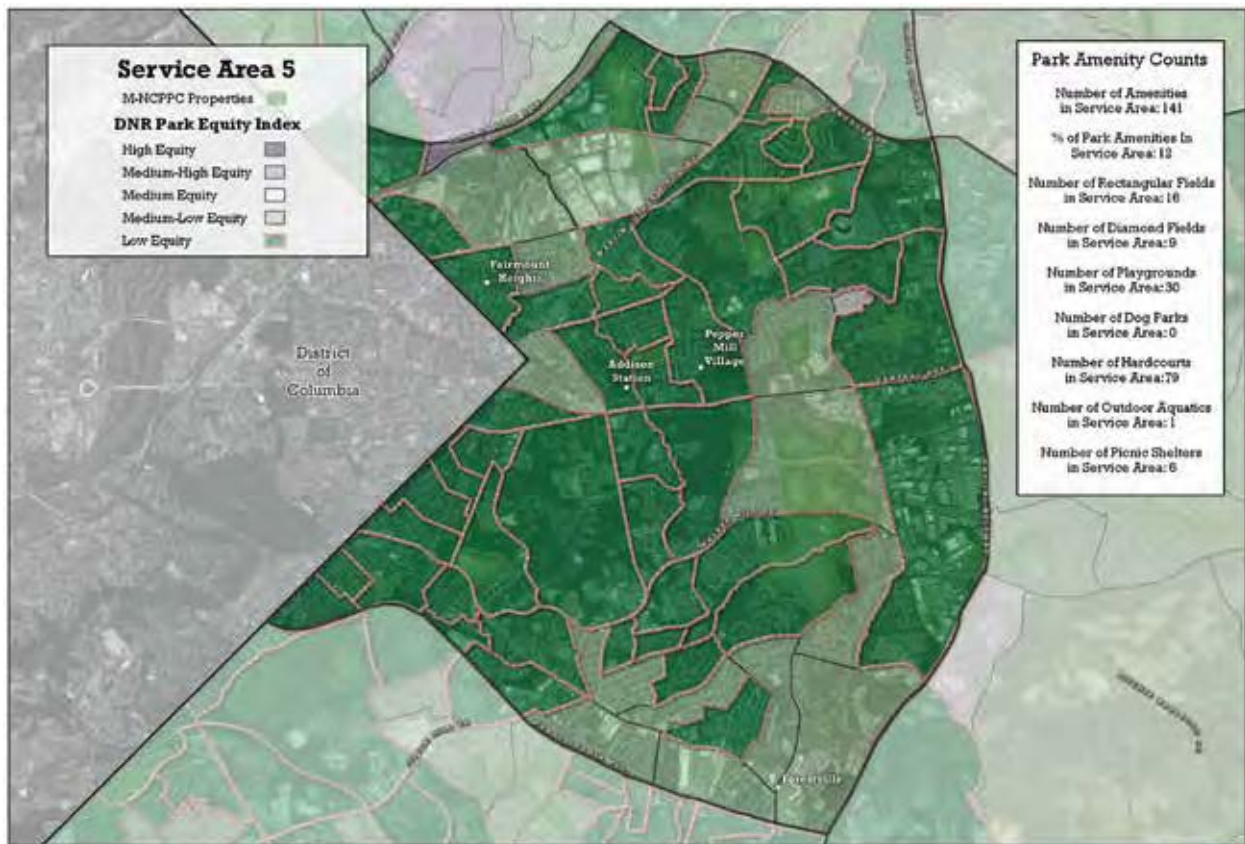 Service Area 5
M-NCPPC Properties
DNR Park Equity Index
High Equity
Medium-High Equity
Medium Equity
Medium-Low Equity
Low Equity
Park Amenity Counts
Number of Amenities
in Service Area: 141
% of Park Amenities In
Service Area: 12
Number of Rectangular Fields
in Service Area: 16
Number of Diamond Fields
in Service Area: 9
Number of Playgrounds
in Service Area: 30
Number of Dog Parks
in Service Area: 0
Number of Hardcourts
in Service Area: 79
Number of Outdoor Aquatics
in Service Area: 1
Number of Picnic Shelters
in Service Area: 6
Fairmount
Heights
District
of
Columbia
Addison
Station
Pepper
Mill
Village
Forestville